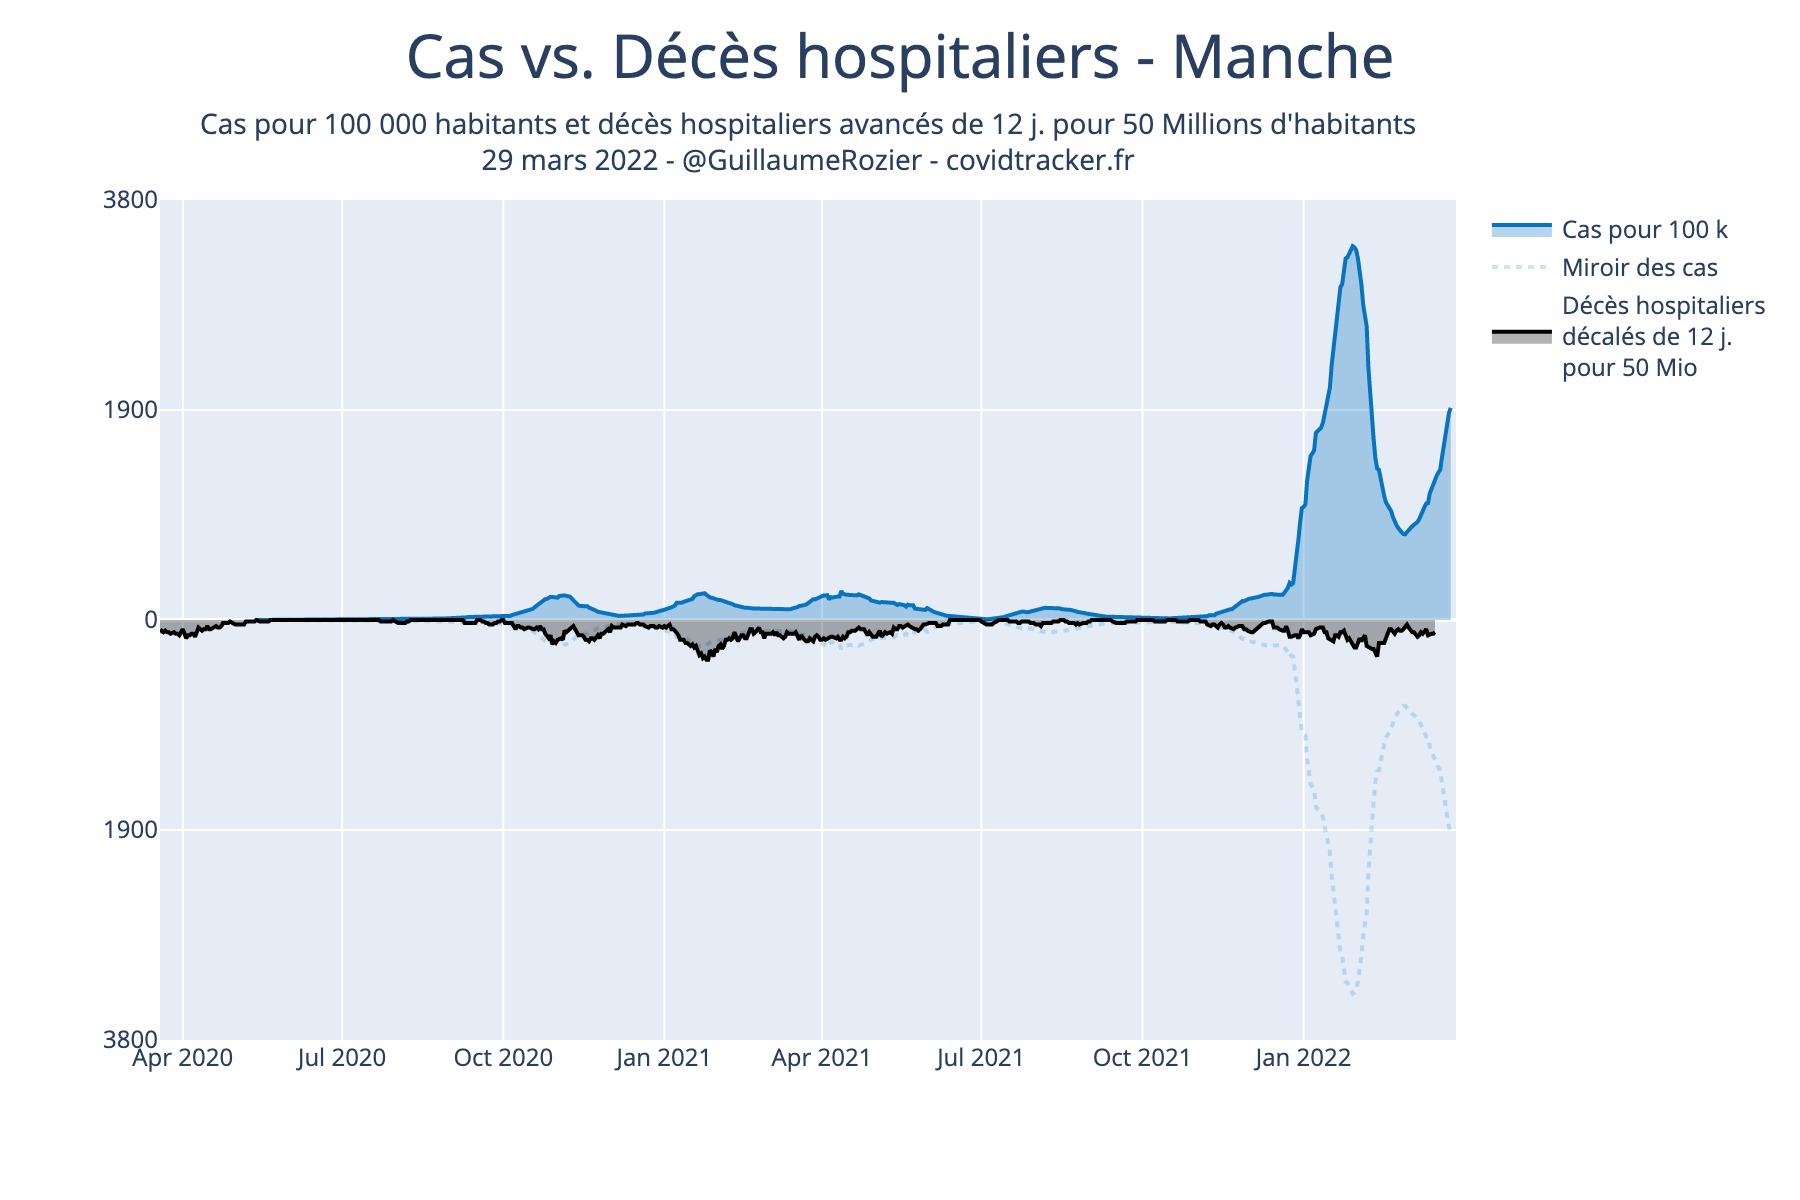 Cas vs. Décès hospitaliers - Manche
Cas pour 100 000 habitants et décès hospitaliers avancés de 12 j. pour 50 Millions d'habitants
29 mars 2022 - @GuillaumeRozier - covidtracker.fr
3800
1900
0
1900
3800
Apr 2020
Jul 2020
Oct 2020
Jan 2021
Apr 2021
Jul 2021
Oct 2021
Jan 2022
Cas pour 100 k
Miroir des cas
Décès hospitaliers
décalés de 12 j.
pour 50 Mio